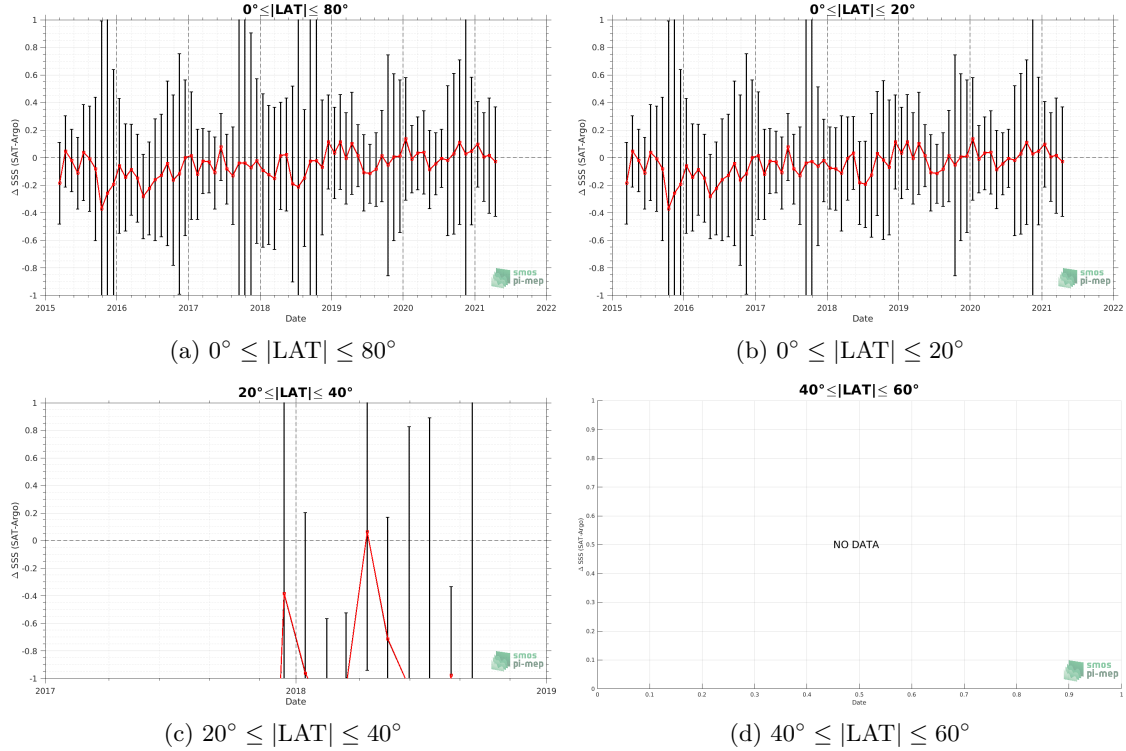 0°≤|LAT|≤ 80°
Δ SSS (SAT-Argo)
1
0.8
0.6
0.4
0.2
0
-0.2
-0.4
-0.6
-0.8
-1
2015 2016 2017 2018 2019 2020 2021 2022
Date
smos
pi-mep
(a) 0° ≤ |LAT| ≤ 80°
0°≤|LAT|≤ 20°
Δ SSS (SAT-Argo)
1
0.8
0.6
0.4
0.2
0
-0.2
-0.4
-0.6
-0.8
-1
2015 2016 2017 2018 2019 2020 2021 2022
Date
smos
pi-mep
(b) 0° ≤ |LAT| ≤ 20°
20°≤|LAT|≤ 40°
Δ SSS (SAT-Argo)
1
0.8
0.6
0.4
0.2
0
-0.2
-0.4
-0.6
-0.8
-1
2017 2018 2019
Date
smos
pi-mep
(c) 20° ≤ |LAT| ≤ 40°
40°≤|LAT|≤ 60°
Δ SSS (SAT-Argo)
1
0.9
0.8
0.7
0.6
0.5
0.4
0.3
0.2
0.1
0
NO DATA
0 0.1 0.2 0.3 0.4 0.5 0.6 0.7 0.8 0.9 1
Date
smos
pi-mep
(d) 40° ≤ |LAT| ≤ 60°